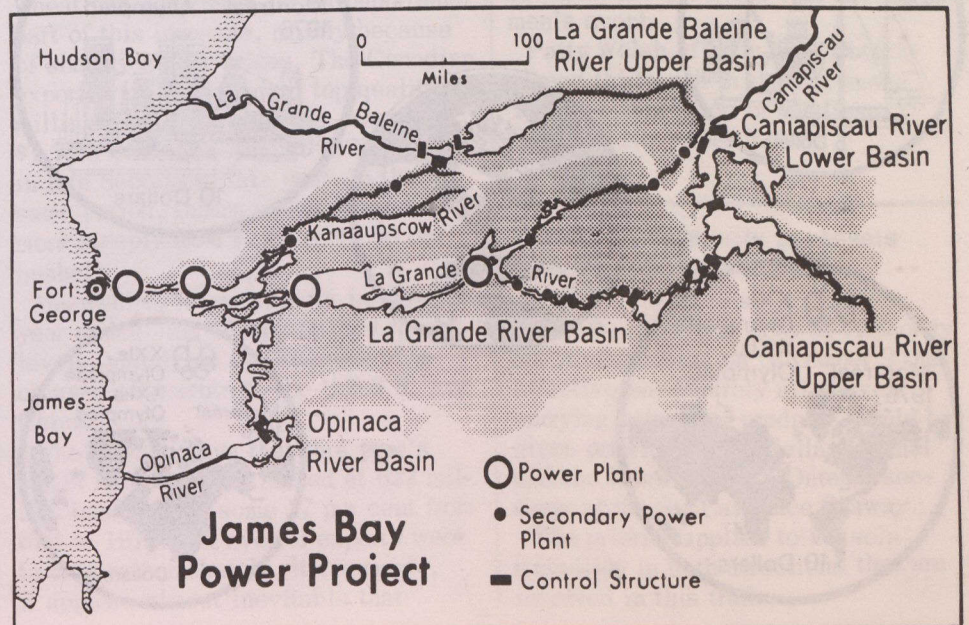 Hudson Bay
0 100
Miles
La Grande Baleine
River Upper Basin
Caniapiscau
River
La Grande Baleine
River
Caniapiscau River
Lower Basin
Kanaaupscow River
La Grande River
Fort
George
La Grande River Basin
Caniapiscau River
Upper Basin
James
Bay
Opinaca
River
Opinaca
River Basin
Power Plant
Secondary Power
Plant
Control Structure
James Bay
Power Project